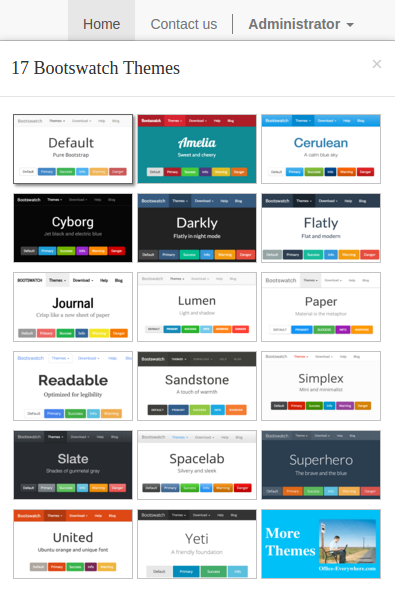 Home Contact us Administrator
17 Bootswatch Themes ×
Bootswatch Themes Download Help Blog
Default
Pure Bootstrap
Default Primary Success Info Warning Danger
Bootswatch Themes Download Help Blog
Amelia
Sweet and cheery
Default Primary Success Info Warning Danger
Bootswatch Themes Download Help Blog
Cerulean
A calm blue sky
Default Primary Success Info Warning Danger
Bootswatch Themes Download Help Blog
Cyborg
Jet black and electric blue
Default Primary Success Info Warning Danger
Bootswatch Themes Download Help Blog
Darkly
Flatly in night mode
Default Primary Success Info Warning Danger
Bootswatch Themes Download Help Blog
Flatly
Flat and modern
Default Primary Success Info Warning Danger
BOOTSWATCH Themes Download Help Blog
Journal
Crisp like a new sheet of paper
Default Primary Success Info Warning Danger
Bootswatch Themes Download Help Blog
Lumen
Light and shadow
DEFAULT PRIMARY SUCCESS INFO WARNING DANGER
Bootswatch Themes Download Help Blog
Paper
Material is the metaphor
DEFAULT PRIMARY SUCCESS INFO WARNING
Bootswatch Themes Download Help Blog
Readable
Optimized for legibility
Default Primary Success Info Warning
Bootswatch THEMES
Sandstone
A touch of warmth
DEFAULT PRIMARY SUCCESS INFO WARNING DANGER
Bootswatch Themes Download Help Blog
Simplex
Mini and minimalist
Default Primary Success Info Warning Danger
Bootswatch Themes Download Help Blog
Slate
Shades of gunmetal gray
Default Primary Success Info Warning Danger
Bootswatch Themes Download Help Blog
Spacelab
Silvery and sleek
Default Primary Success Info Warning Danger
Bootswatch Themes Download Help Blog
Superhero
The brave and the blue
Default Primary Success Info Warning Danger
Bootswatch Themes Download Help Blog
United
Ubuntu orange and unique font
Default Primary Success Info Warning
Bootswatch Themes Download Help Blog
Yeti
A friendly foundation
Default Primary Success Info
More
Themes
Office-Everywhere.com